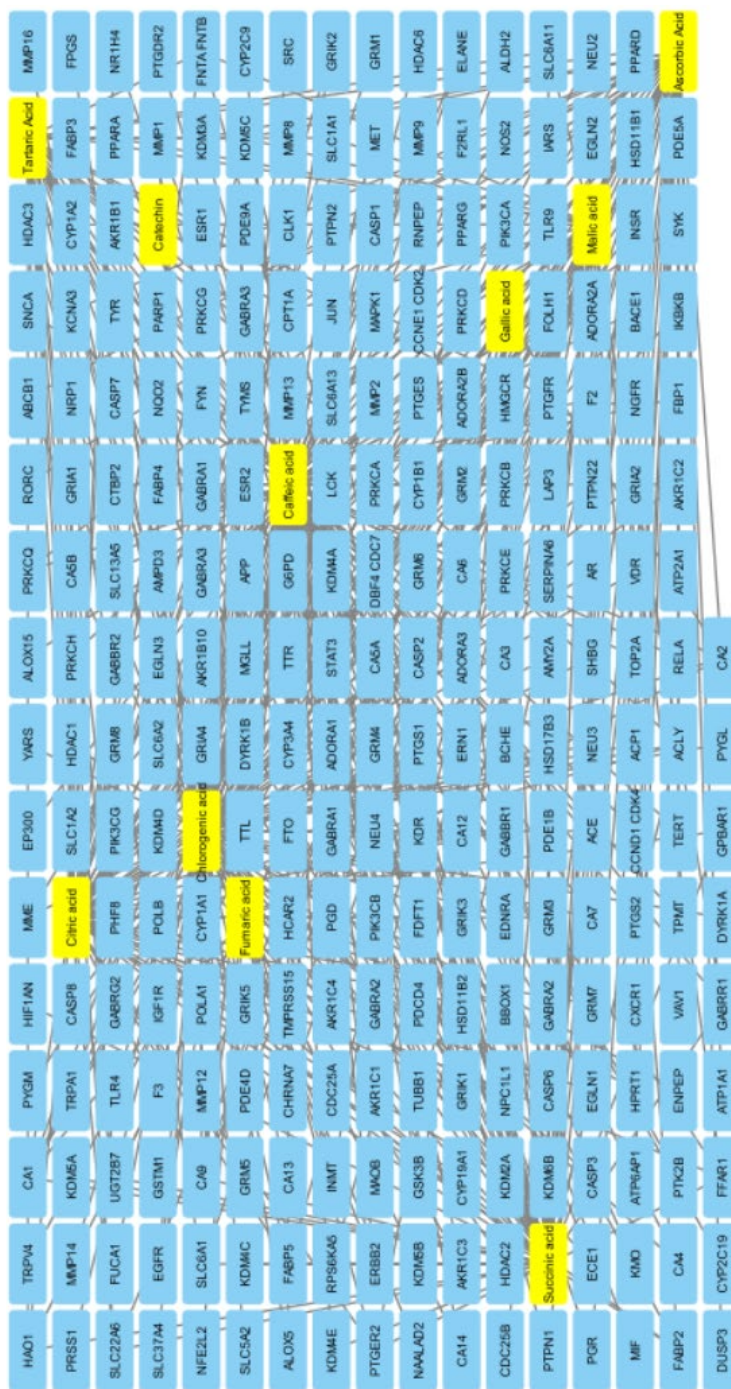 HAO1 TRPV4 CA1 PYGM HIF1AN MME EP300 YARS ALOX15 PRKCQ RORC ABCB1 SNCA HDAC3 Tartaric Acid MMP16
PRSS1 MMP14 KDM5A TRPA1 CASP8 Citric acid SLC1A2 HDAC1 PRKCH CA5B GRIA1 NRP1 KCNA3 CYP1A2 FABP3 FPGS
SLC22A6 FUCA1 UGT2B7 TLR4 GABRG2 PHF8 PIK3CG GRM8 GABBR2 SLC13A5 CTBP2 CASP7 TYR AKR1B1 PPARA NR1H4
SLC37A4 EGFR GSTM1 F3 IGF1R POLB KDM4D SLC6A2 EGLN3 AMPD3 FABP4 NQO2 PARP1 Catechin MMP1 PTGDR2
NFE2L2 SLC6A1 CA9 MMP12 POLA1 CYP1A1 Chlorogenic acid GRIA4 AKR1B10 GABRA3 GABRA1 FYN PRKCG ESR1 KDM3A FNTA FNTB
SLC5A2 KDM4C GRM5 PDE4D GRIK5 Fumaric acid TTL DYRK1B MGLL APP ESR2 TYMS GABRA3 PDE9A KDM5C CYP2C9
ALOX5 FABP5 CA13 CHRNA7 TMPRSS15 HCAR2 FTO CYP3A4 TTR G6PD Caffeic acid MMP13 CPT1A CLK1 MMP8 SRC
KDM4E RPS6KA5 INMT CDC25A AKR1C4 PGD GABRA1 ADORA1 STAT3 KDM4A LCK SLC6A13 JUN PTPN2 SLC1A1 GRIK2
PTGER2 ERBB2 MAOB AKR1C1 GABRA2 PIK3CB NEU4 GRM4 CA5A DBF4 CDC7 PRKCA MMP2 MAPK1 CASP1 MET GRM1
NAALAD2 KDM5B GSK3B TUBB1 PDCD4 FDFT1 KDR PTGS1 CASP2 GRM6 CYP1B1 PTGES CCNE1 CDK2 RNPEP MMP9 HDAC6
CA14 AKR1C3 CYP19A1 GRIK1 HSD11B2 GRIK3 CA12 ERN1 ADORA3 CA6 GRM2 ADORA2B PRKCD PPARG F2RL1 ELANE
CDC25B HDAC2 KDM2A NPC1L1 BBOX1 EDNRA GABBR1 BCHE CA3 PRKCE PRKCB HMGCR Gallic acid PIK3CA NOS2 ALDH2
PTPN1 Succinic acid KDM6B CASP6 GABRA2 GRM3 PDE1B HSD17B3 AMY2A SERPINA6 LAP3 PTGFR FOLH1 TLR9 IARS SLC6A11
PGR ECE1 CASP3 EGLN1 GRM7 CA7 ACE NEU3 SHBG AR PTPN22 F2 ADORA2A Malic acid EGLN2 NEU2
MIF KMO ATP6AP1 HPRT1 CXCR1 PTGS2 CCND1 CDK4 ACP1 TOP2A VDR GRIA2 NGFR BACE1 INSR HSD11B1 PPARD
FABP2 CA4 PTK2B ENPEP VAV1 TPMT TERT ACLY RELA ATP2A1 AKR1C2 FBP1 IKBKB SYK PDE5A Ascorbic Acid
DUSP3 CYP2C19 FFAR1 ATP1A1 GABRR1 DYRK1A GPBAR1 PYGL CA2